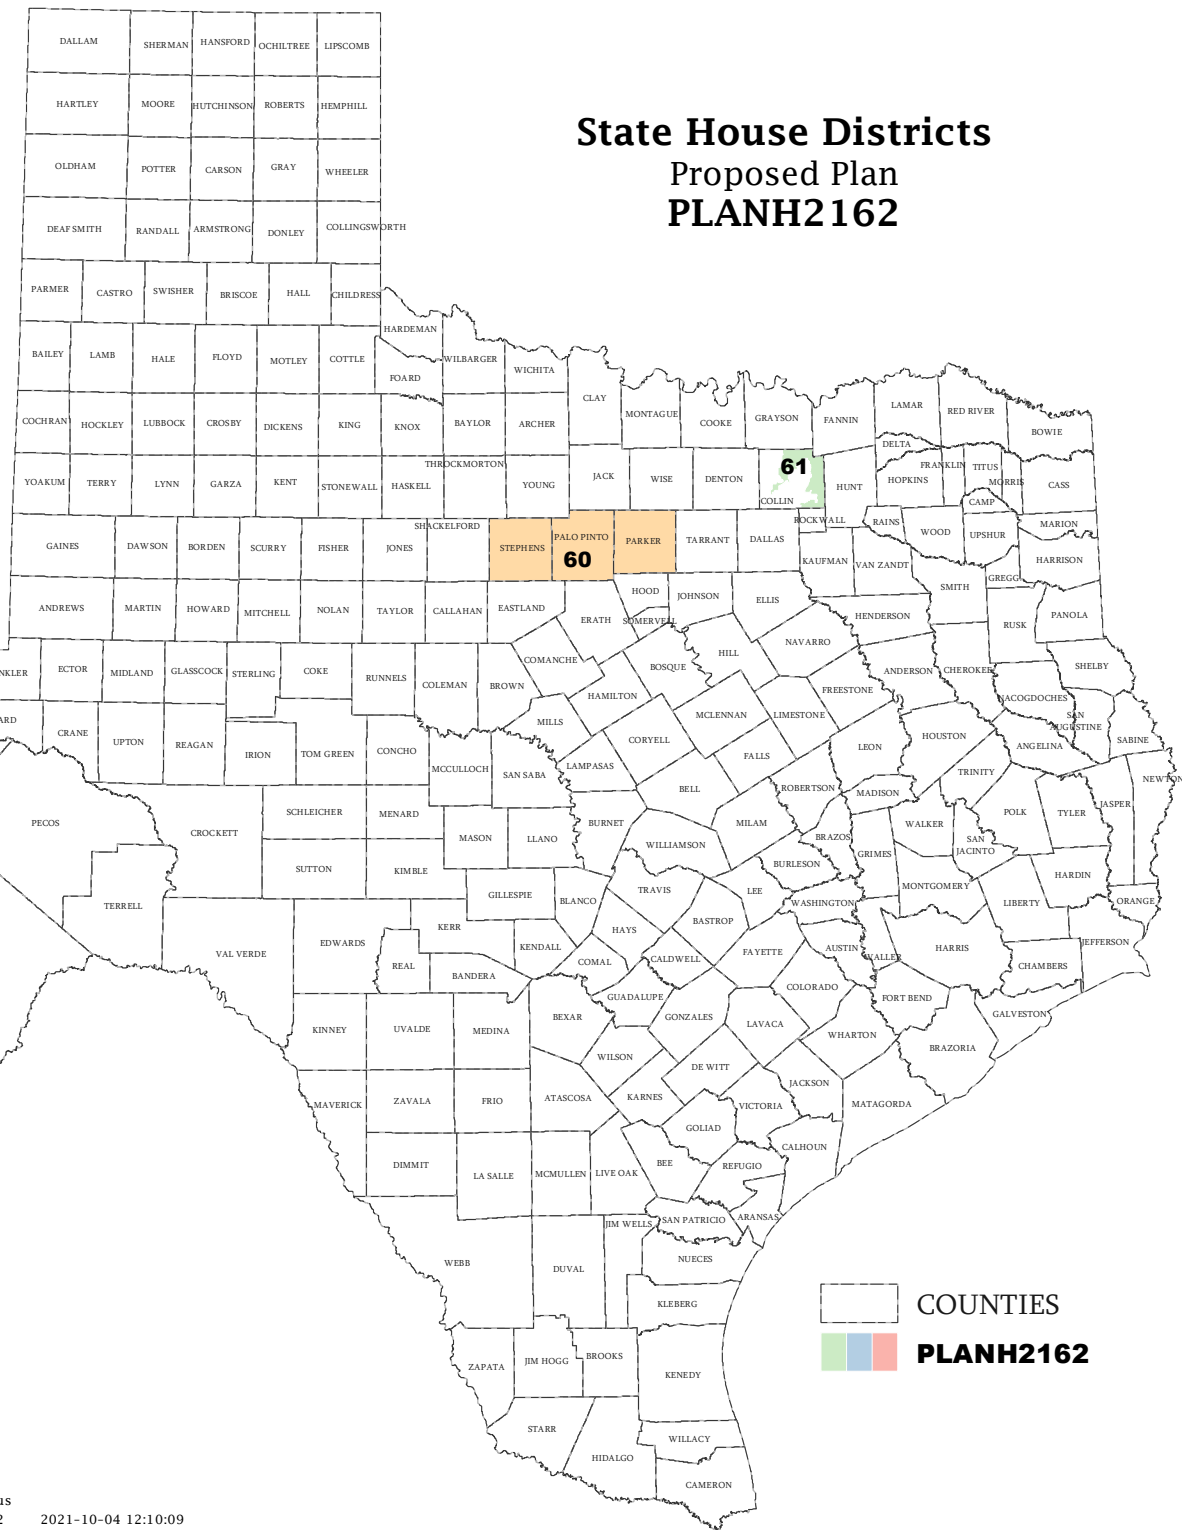 State House Districts
Proposed Plan
PLANH2162
DALLAM
SHERMAN
HANSFORD
OCHILTREE
LIPSCOMB
HARTLEY
MOORE
HUTCHINSON
ROBERTS
HEMPHILL
OLDHAM
POTTER
CARSON
GRAY
WHEELER
DEAF SMITH
RANDALL
ARMSTRONG
DONLEY
COLLINGSWORTH
PARMER
CASTRO
SWISHER
BRISCOE
HALL
CHILDRESS
HARDEMAN
BAILEY
LAMB
HALE
FLOYD
MOTLEY
COTTLE
FOARD
WILBARGER
WICHITA
CLAY
MONTAGUE
COOKE
GRAYSON
FANNIN
LAMAR
RED RIVER
BOWIE
COCHRAN
HOCKLEY
LUBBOCK
CROSBY
DICKENS
KING
KNOX
BAYLOR
ARCHER
DELTA
YOAKUM
TERRY
LYNN
GARZA
KENT
STONEWALL
HASKELL
THROCKMORTON
YOUNG
JACK
WISE
DENTON
61
COLLIN
HUNT
HOPKINS
FRANKLIN
TITUS
MORRIS
CASS
CAMP
GAINES
DAWSON
BORDEN
SCURRY
FISHER
JONES
SHACKELFORD
STEPHENS
PALO PINTO
60
PARKER
TARRANT
DALLAS
ROCKWALL
KAUFMAN
RAINS
VAN ZANDT
WOOD
UPSHUR
MARION
HARRISON
GREGG
SMITH
ANDREWS
MARTIN
HOWARD
MITCHELL
NOLAN
TAYLOR
CALLAHAN
EASTLAND
ERATH
HOOD
SOMERVELL
JOHNSON
ELLIS
HENDERSON
RUSK
PANOLA
NKLER
ECTOR
MIDLAND
GLASSCOCK
STERLING
COKE
RUNNELS
COLEMAN
BROWN
COMANCHE
HAMILTON
BOSQUE
HILL
NAVARRO
FREESTONE
ANDERSON
CHEROKEE
NACOGDOCHES
SHELBY
SAN
AUGUSTINE
SABINE
ARD
CRANE
UPTON
REAGAN
IRION
TOM GREEN
CONCHO
MCCULLOCH
SAN SABA
MILLS
LAMPASAS
CORYELL
MCLENNAN
LIMESTONE
FALLS
LEON
HOUSTON
ANGELINA
TRINITY
NEWTON
PECOS
CROCKETT
SCHLEICHER
MENARD
MASON
LLANO
BURNET
BELL
MILAM
ROBERTSON
MADISON
BRAZOS
GRIMES
WALKER
SAN
JACINTO
POLK
TYLER
JASPER
SUTTON
KIMBLE
GILLESPIE
BLANCO
WILLIAMSON
TRAVIS
LEE
BURLESON
WASHINGTON
MONTGOMERY
LIBERTY
HARDIN
ORANGE
TERRELL
VAL VERDE
EDWARDS
REAL
KERR
BANDERA
KENDALL
COMAL
HAYS
CALDWELL
BASTROP
FAYETTE
AUSTIN
WALLER
HARRIS
CHAMBERS
JEFFERSON
KINNEY
UVALDE
MEDINA
BEXAR
GUADALUPE
GONZALES
LAVACA
COLORADO
WHARTON
FORT BEND
GALVESTON
BRAZORIA
MAVERICK
ZAVALA
FRIO
ATASCOSA
WILSON
KARNES
DE WITT
VICTORIA
JACKSON
MATAGORDA
DIMMIT
LA SALLE
MCMULLEN
LIVE OAK
BEE
GOLIAD
REFUGIO
CALHOUN
ARANSAS
SAN PATRICIO
JIM WELLS
NUECES
WEBB
DUVAL
KLEBERG
ZAPATA
JIM HOGG
BROOKS
KENEDY
STARR
HIDALGO
WILLACY
CAMERON
COUNTIES
PLANH2162
us
2 2021-10-04 12:10:09